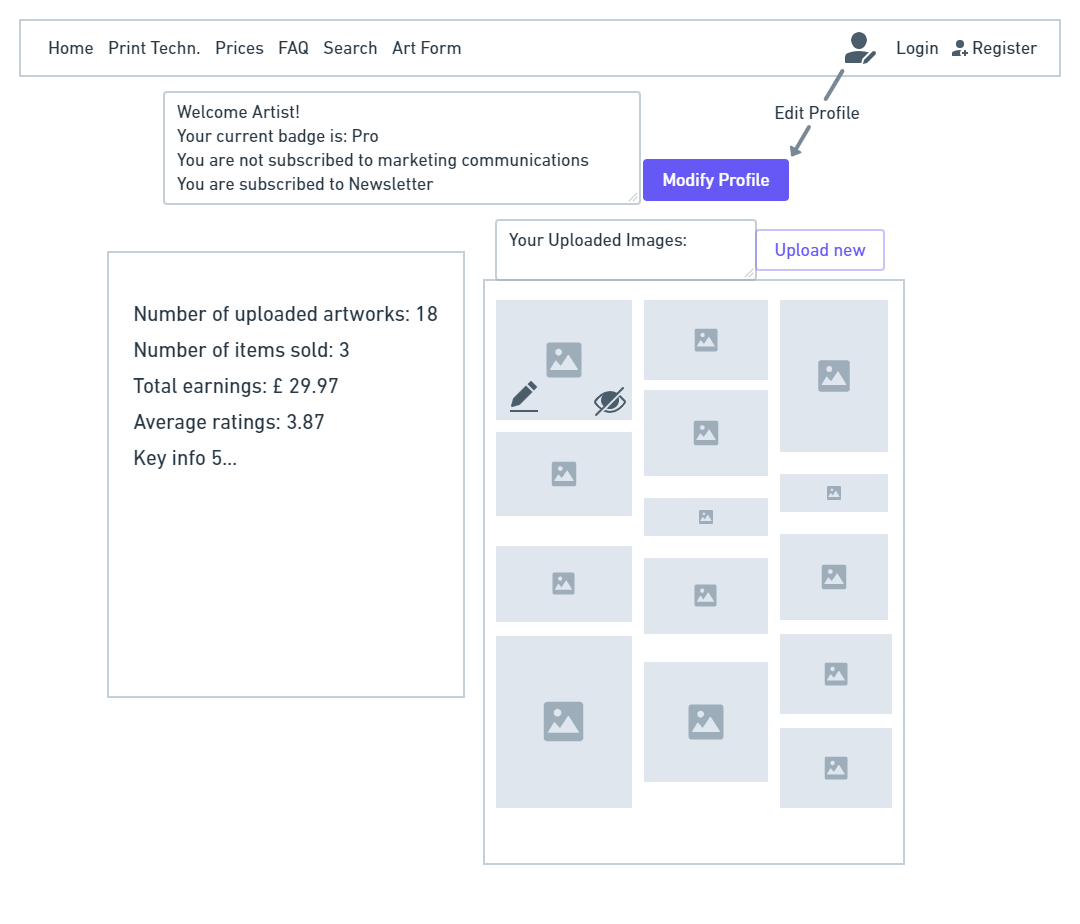 Home Print Techn. Prices FAQ Search Art Form Login Register
Edit Profile
Welcome Artist!
Your current badge is: Pro
You are not subscribed to marketing communications
You are subscribed to Newsletter
Modify Profile
Your Uploaded Images:
Upload new
Number of uploaded artworks: 18
Number of items sold: 3
Total earnings: £ 29.97
Average ratings: 3.87
Key info 5...